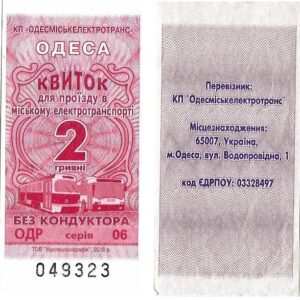 КП "ОДЕСМІСЬКЕЛЕКТРОТРАНС"
ОДЕСА
КВИТОК
для проїзду в
міському електротранспорті
2
гривні
БЕЗ КОНДУКТОРА
ОДР серія 06
049323
Перевізник:
КП "Одесміськелектротранс"
Місцезнаходження:
65007, Україна,
м.Одеса, вул. Водопровідна, 1
код ЄДРПОУ: 03328497